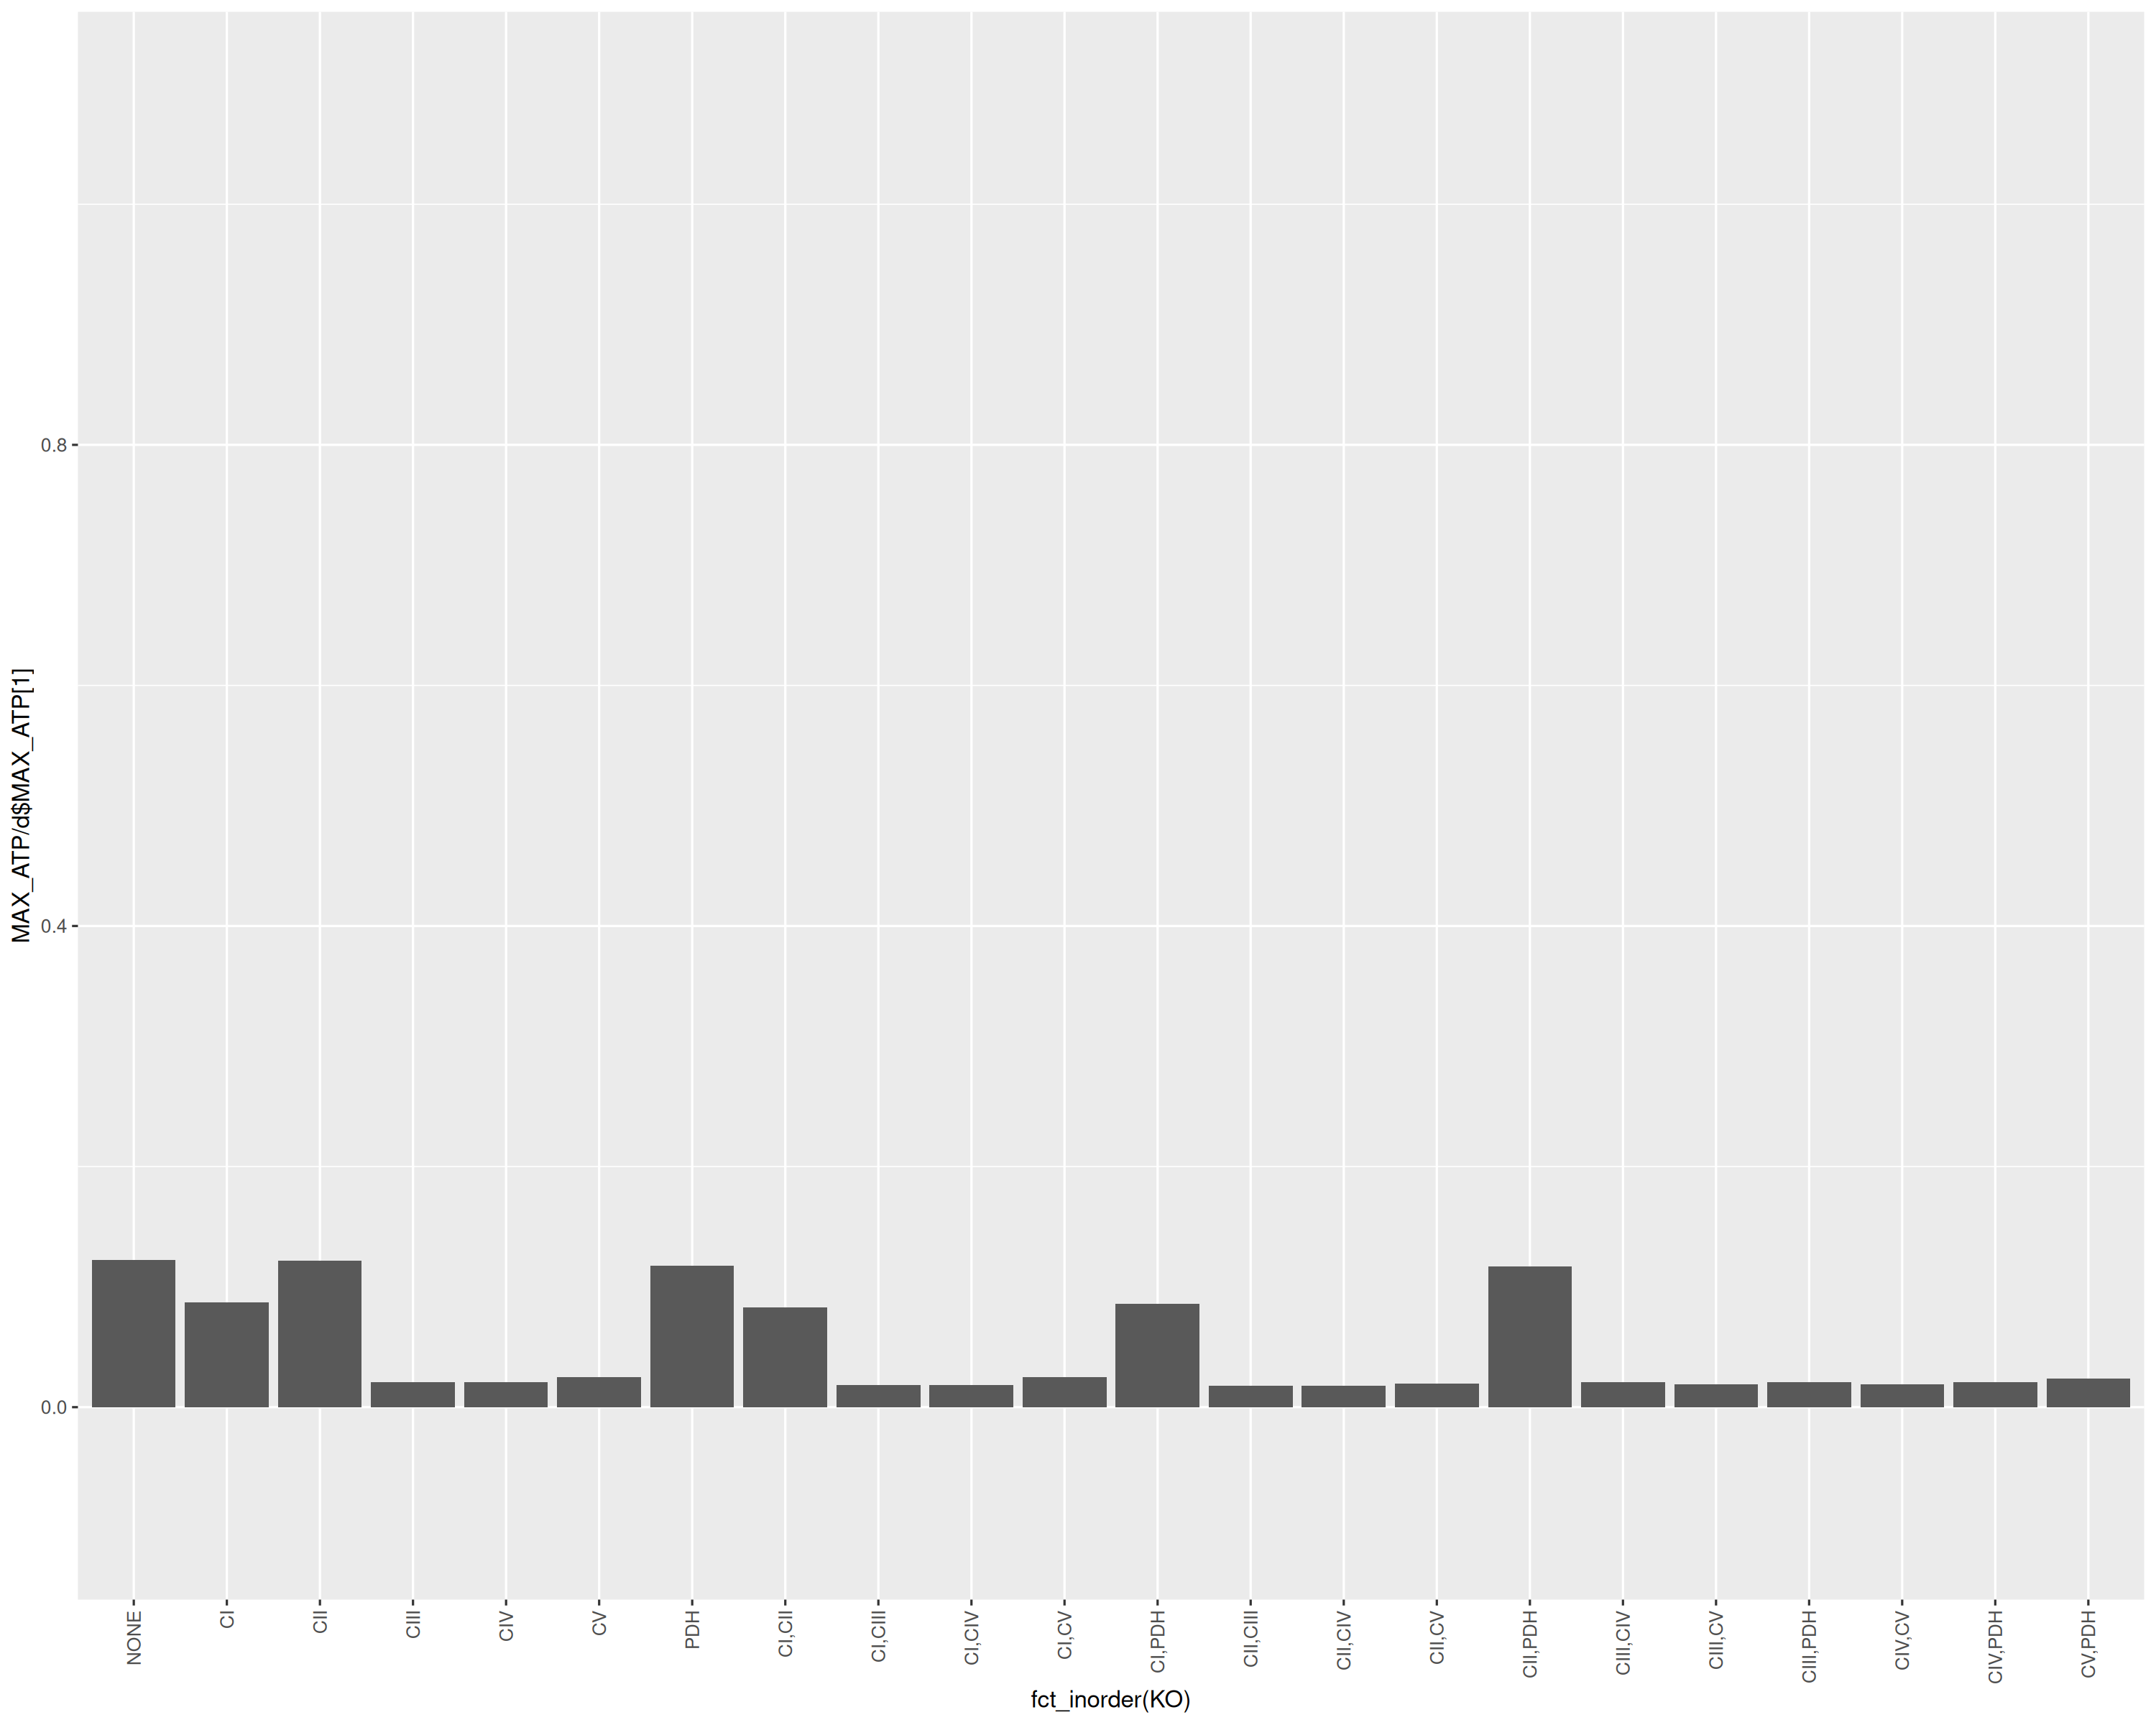 MAX_ATP/d$MAX_ATP[1]
0.8
0.4
0.0
NONE
CI
CII
CIII
CIV
CV
PDH
CI,CII
CI,CIII
CI,CIV
CI,CV
CI,PDH
CII,CIII
CII,CIV
CII,CV
CII,PDH
CIII,CIV
CIII,CV
CIII,PDH
CIV,CV
CIV,PDH
CV,PDH
fct_inorder(KO)